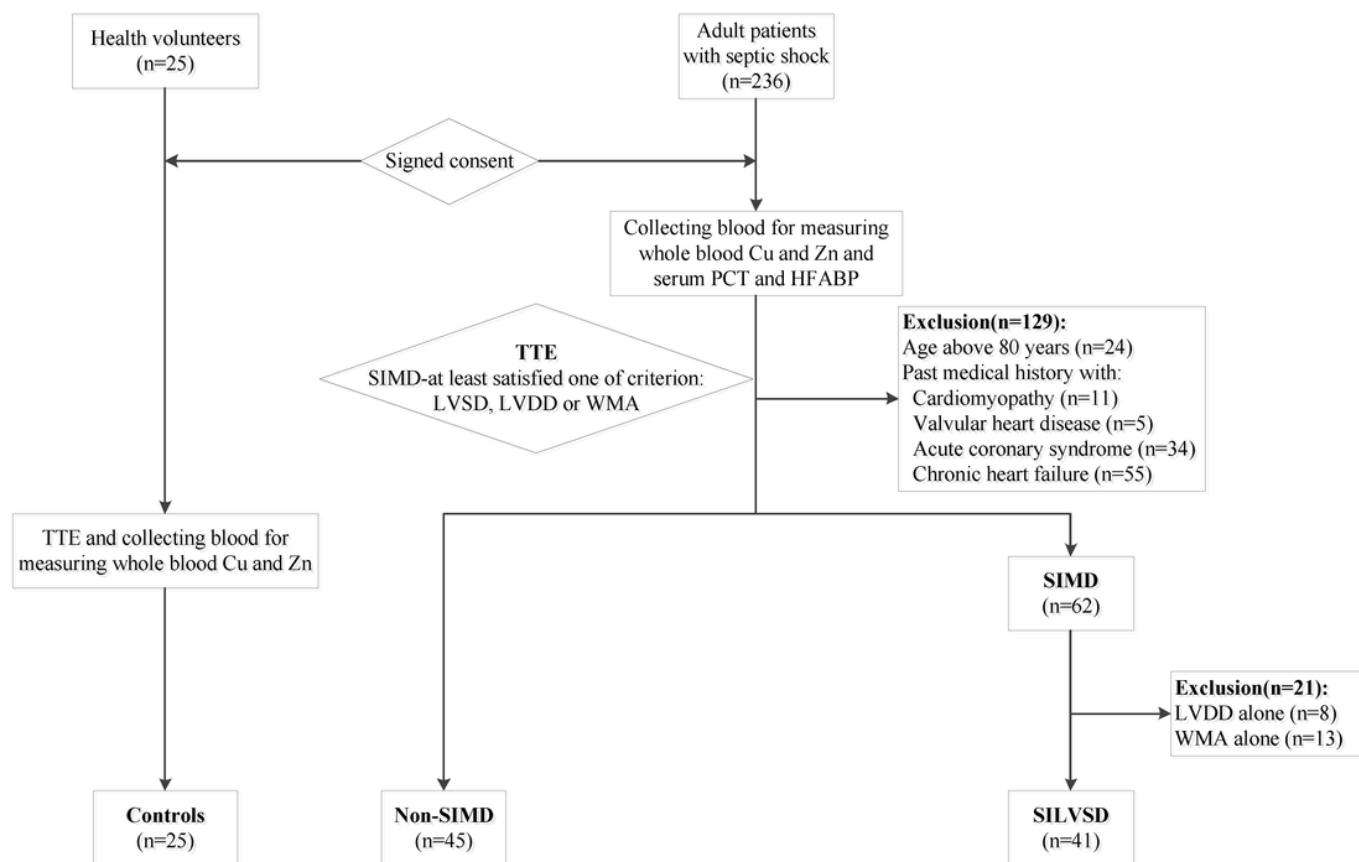 Health volunteers
(n=25)
Adult patients
with septic shock
(n=236)
Signed consent
Collecting blood for measuring
whole blood Cu and Zn and
serum PCT and HFABP
TTE
SIMD-at least satisfied one of criterion:
LVSD, LVDD or WMA
Exclusion(n=129):
Age above 80 years (n=24)
Past medical history with:
Cardiomyopathy (n=11)
Valvular heart disease (n=5)
Acute coronary syndrome (n=34)
Chronic heart failure (n=55)
TTE and collecting blood for
measuring whole blood Cu and Zn
SIMD
(n=62)
Exclusion(n=21):
LVDD alone (n=8)
WMA alone (n=13)
Controls
(n=25)
Non-SIMD
(n=45)
SILVSD
(n=41)